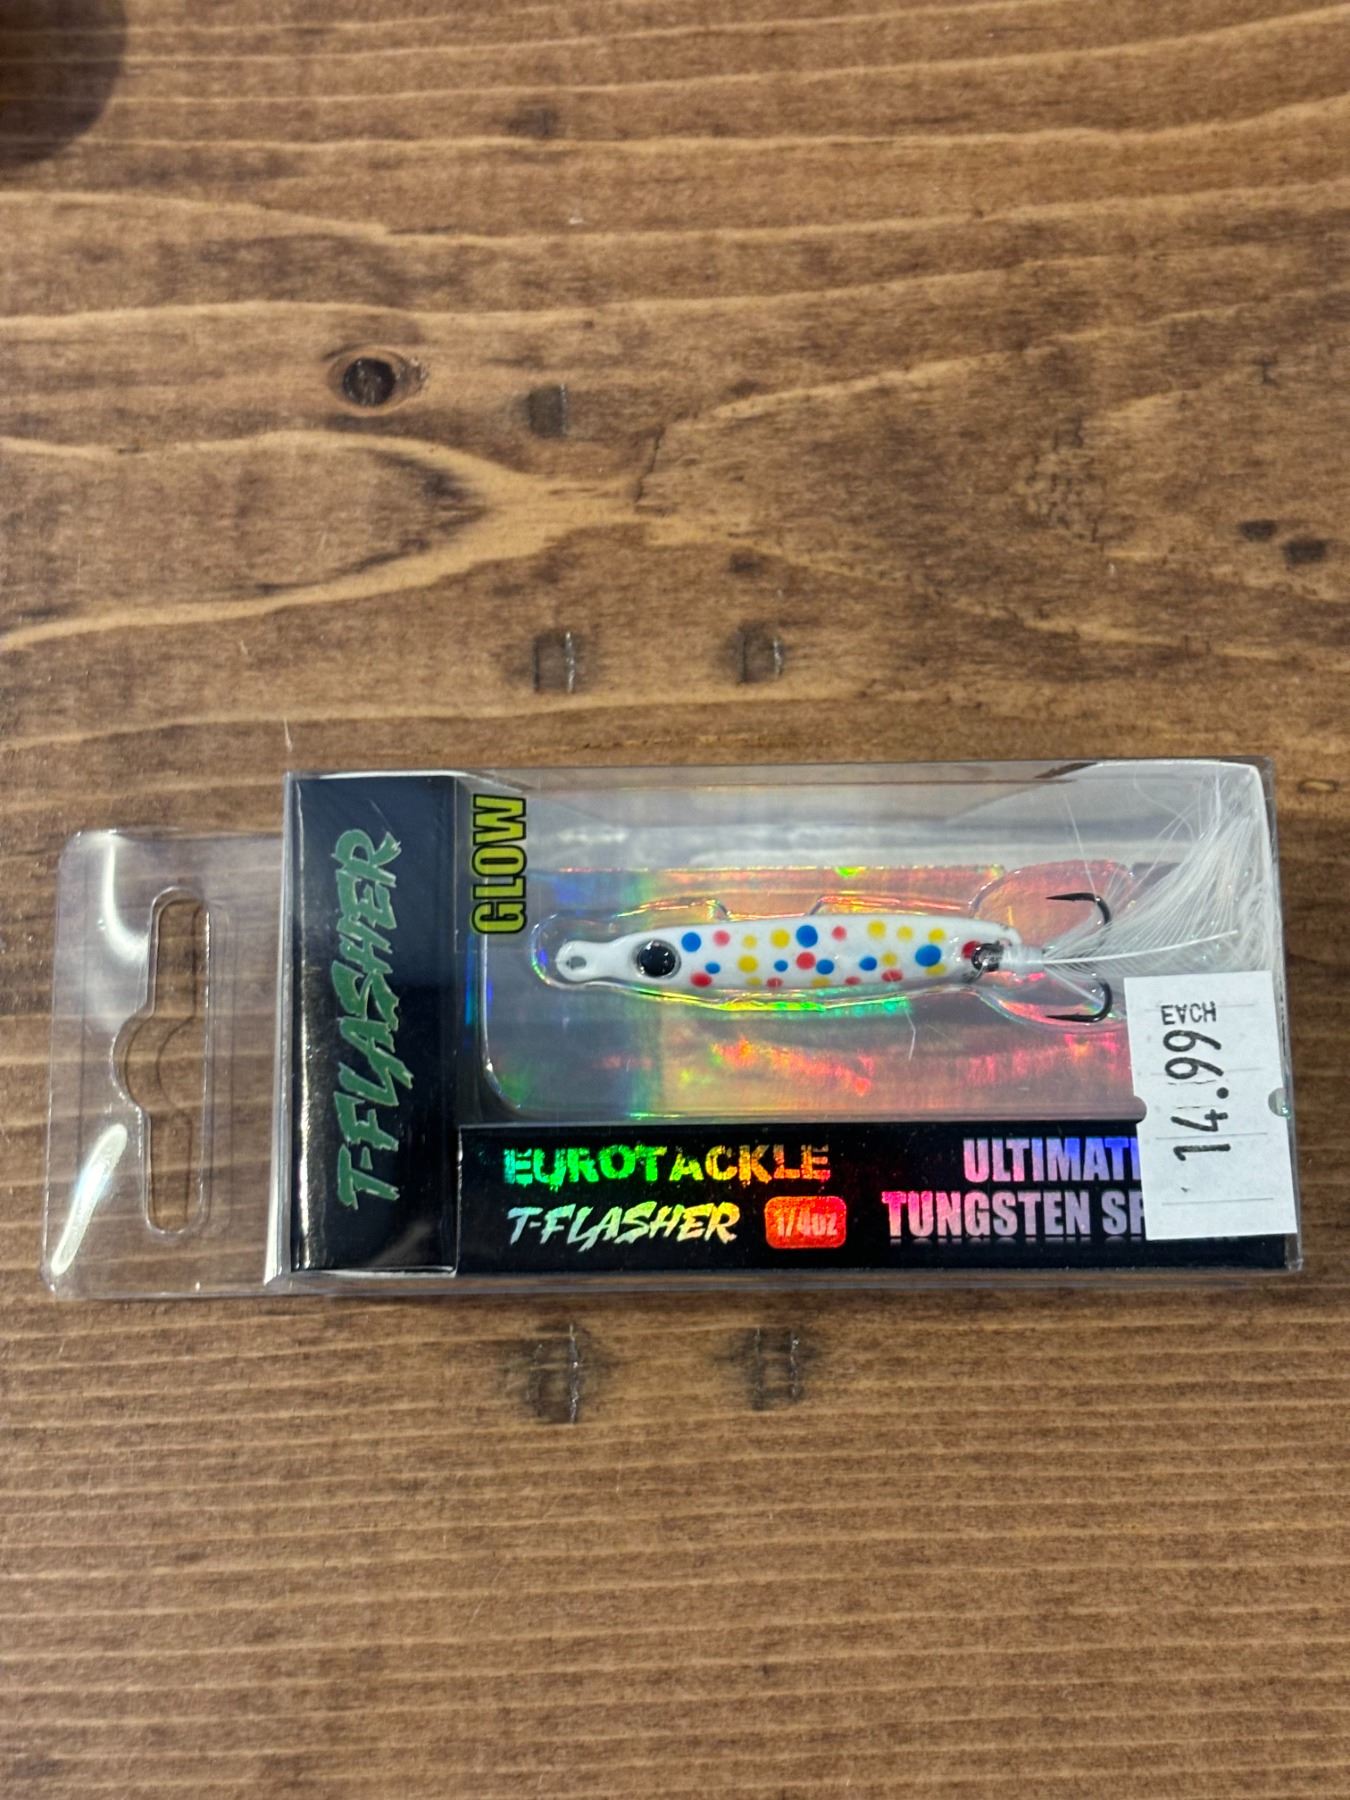 T-FLASHER
GLOW
EUROTACKLE
T-FLASHER
1/4oz
ULTIMAT
TUNGSTEN SP
14.99 EACH